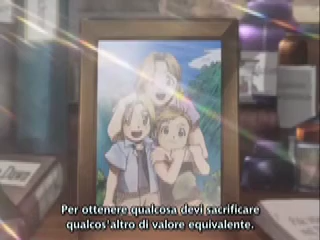 Per ottenere qualcosa devi sacrificare
qualcos'altro di valore equivalente.